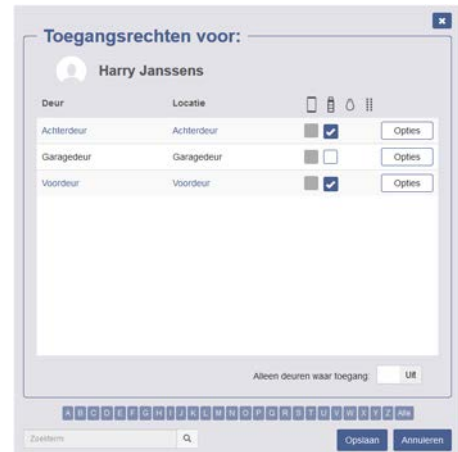 Toegangsrechten voor:
Harry Janssens
Deur Locatie
Achterdeur Achterdeur Opties
Garagedeur Garagedeur Opties
Voordeur Voordeur Opties
Alleen deuren waar toegang: Uit
A B C D E F G H I J K L M N O P Q R S T U V W X Y Z Alle
Zoekterm
Opslaan Annuleren